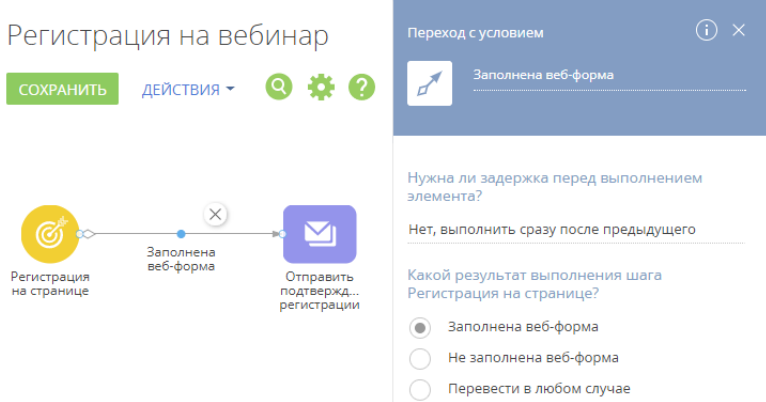 Регистрация на вебинар
СОХРАНИТЬ
ДЕЙСТВИЯ
?
Регистрация
на странице
Заполнена
веб-форма
Отправить
подтвержд...
регистрации
Переход с условием
i
Заполнена веб-форма
Нужна ли задержка перед выполнением
элемента?
Нет, выполнить сразу после предыдущего
Какой результат выполнения шага
Регистрация на странице?
Заполнена веб-форма
Не заполнена веб-форма
Перевести в любом случае